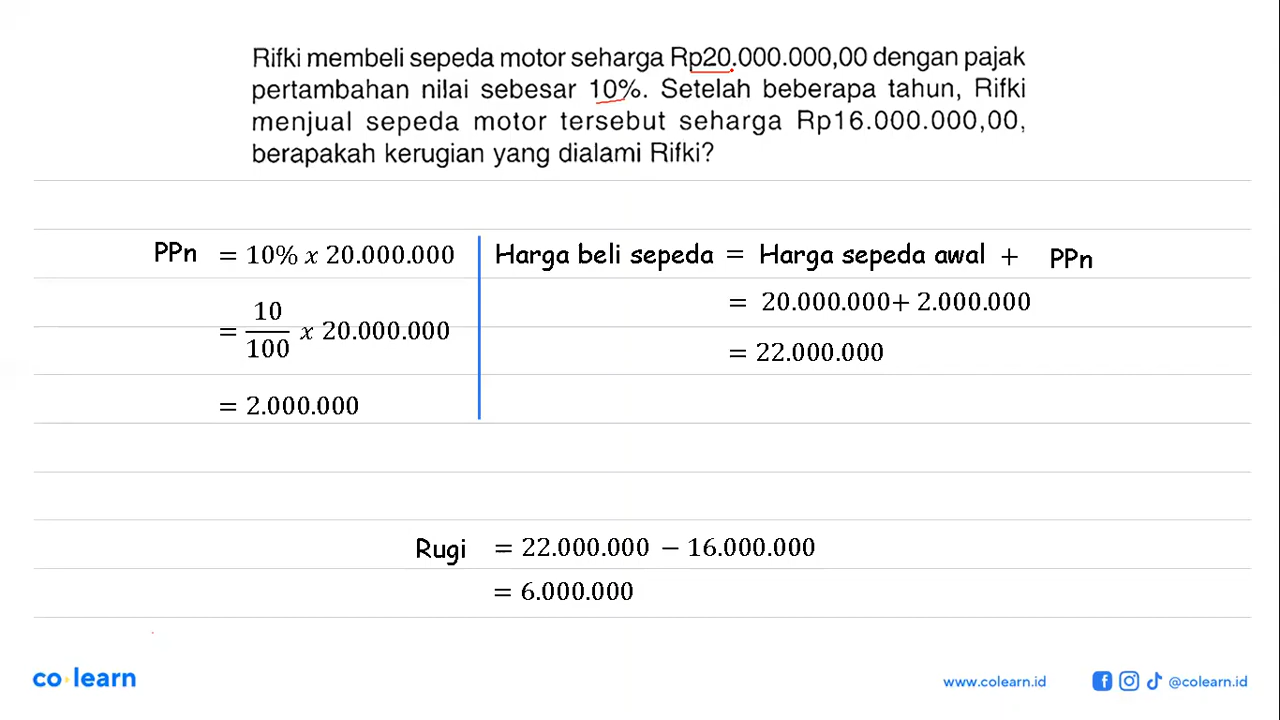 Rifki membeli sepeda motor seharga Rp20.000.000,00 dengan pajak
pertambahan nilai sebesar 10%. Setelah beberapa tahun, Rifki
menjual sepeda motor tersebut seharga Rp16.000.000,00,
berapakah kerugian yang dialami Rifki?
PPn = 10% x 20.000.000
= 10/100 x 20.000.000
= 2.000.000
Harga beli sepeda = Harga sepeda awal + PPn
= 20.000.000+ 2.000.000
= 22.000.000
Rugi = 22.000.000 − 16.000.000
= 6.000.000
co·learn
www.colearn.id
@colearn.id